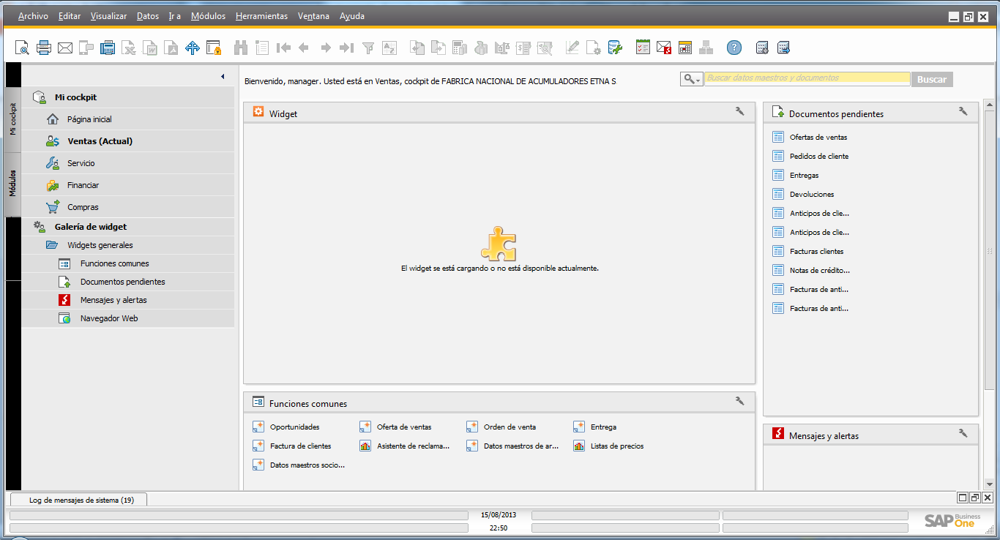 Archivo Editar Visualizar Datos Ir a Módulos Herramientas Ventana Ayuda
Bienvenido, manager. Usted está en Ventas, cockpit de FABRICA NACIONAL DE ACUMULADORES ETNA S
Buscar datos maestros y documentos
Buscar
Mi cockpit
Módulos
Mi cockpit
Página inicial
Ventas (Actual)
Servicio
Financiar
Compras
Galería de widget
Widgets generales
Funciones comunes
Documentos pendientes
Mensajes y alertas
Navegador Web
Widget
El widget se está cargando o no está disponible actualmente.
Funciones comunes
Oportunidades Oferta de ventas Orden de venta Entrega
Factura de clientes Asistente de reclama... Datos maestros de ar... Listas de precios
Datos maestros socio...
Documentos pendientes
Ofertas de ventas
Pedidos de cliente
Entregas
Devoluciones
Anticipos de clie...
Anticipos de clie...
Facturas clientes
Notas de crédito...
Facturas de anti...
Facturas de anti...
Mensajes y alertas
Log de mensajes de sistema (19)
15/08/2013
22:50
SAP Business One